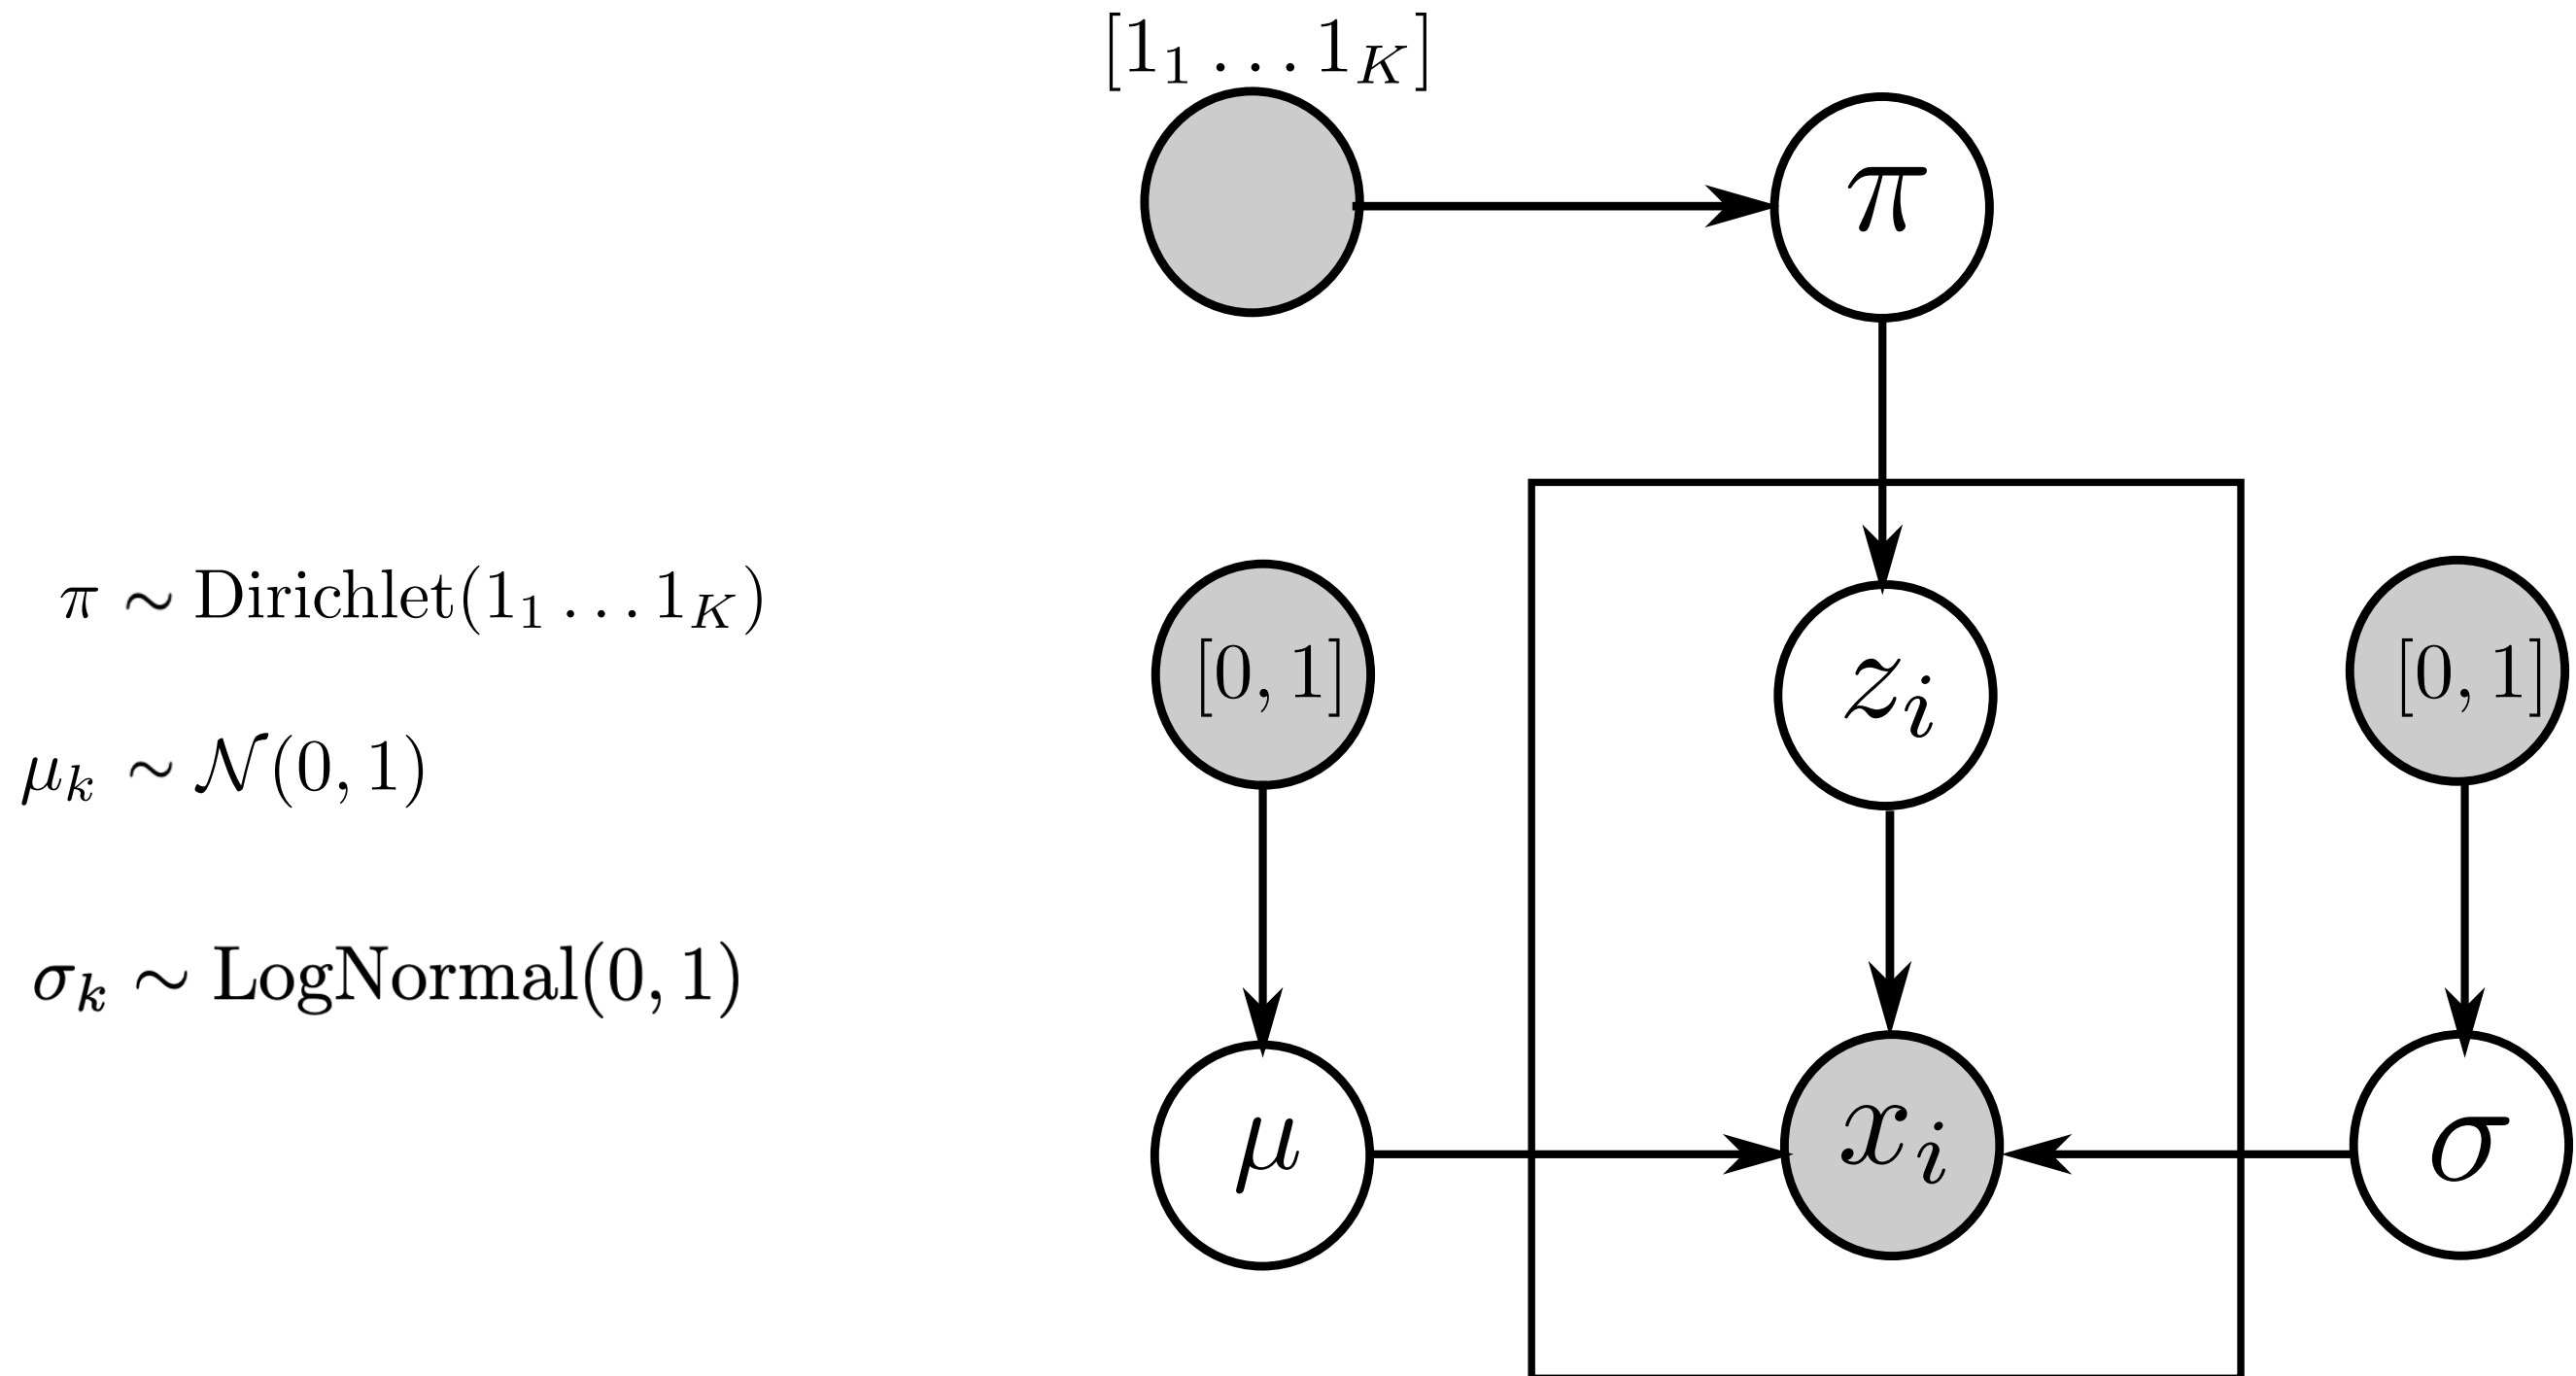 [1₁ … 1_K]
π
π ∼ Dirichlet(1₁ … 1_K)
[0, 1]
z_i
[0, 1]
μ_k ∼ 𝒩(0, 1)
σ_k ∼ LogNormal(0, 1)
μ
x_i
σ